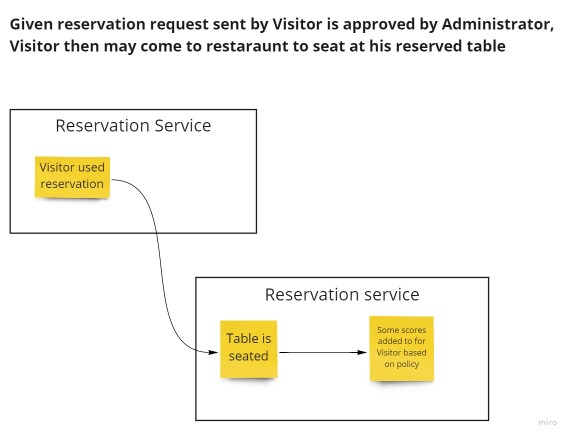 Given reservation request sent by Visitor is approved by Administrator,
Visitor then may come to restaraunt to seat at his reserved table
Reservation Service
Visitor used
reservation
Reservation service
Table is
seated
Some scores
added to for
Visitor based
on policy
miro